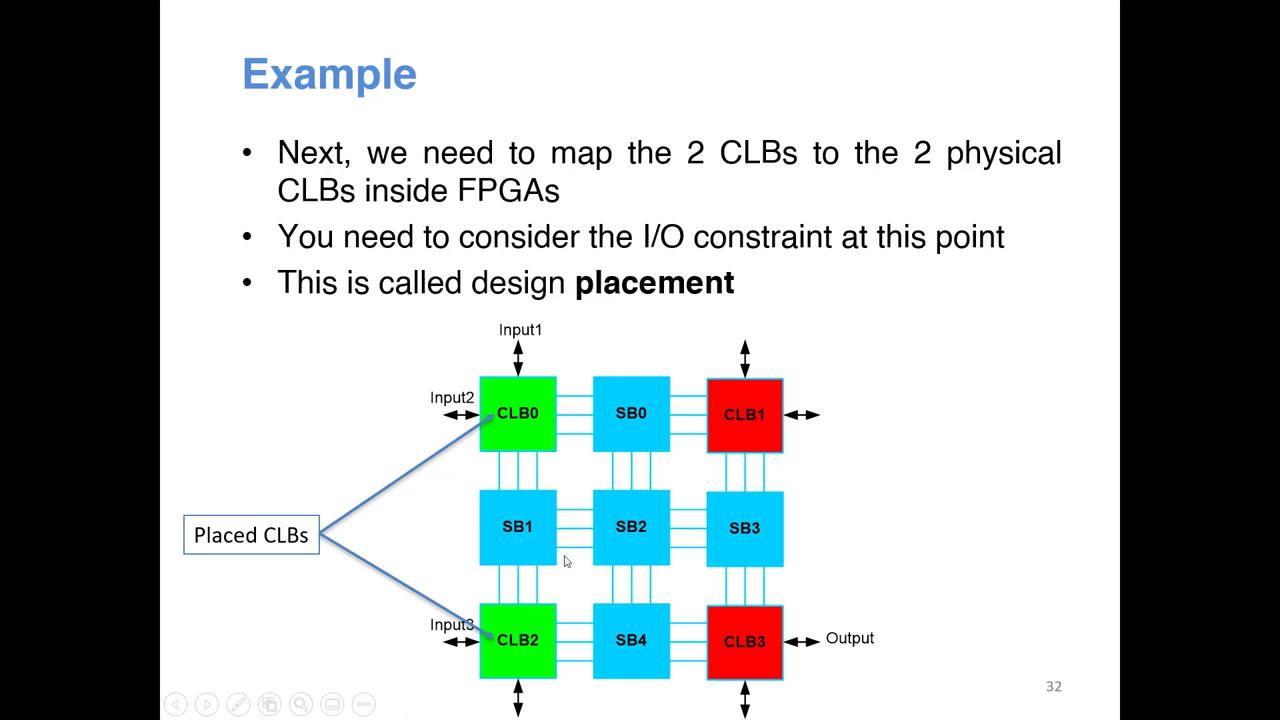 Example
• Next, we need to map the 2 CLBs to the 2 physical
CLBs inside FPGAs
• You need to consider the I/O constraint at this point
• This is called design placement
Input1
Input2
CLB0
SB0
CLB1
Placed CLBs
SB1
SB2
SB3
Input3
CLB2
SB4
CLB3
Output
32